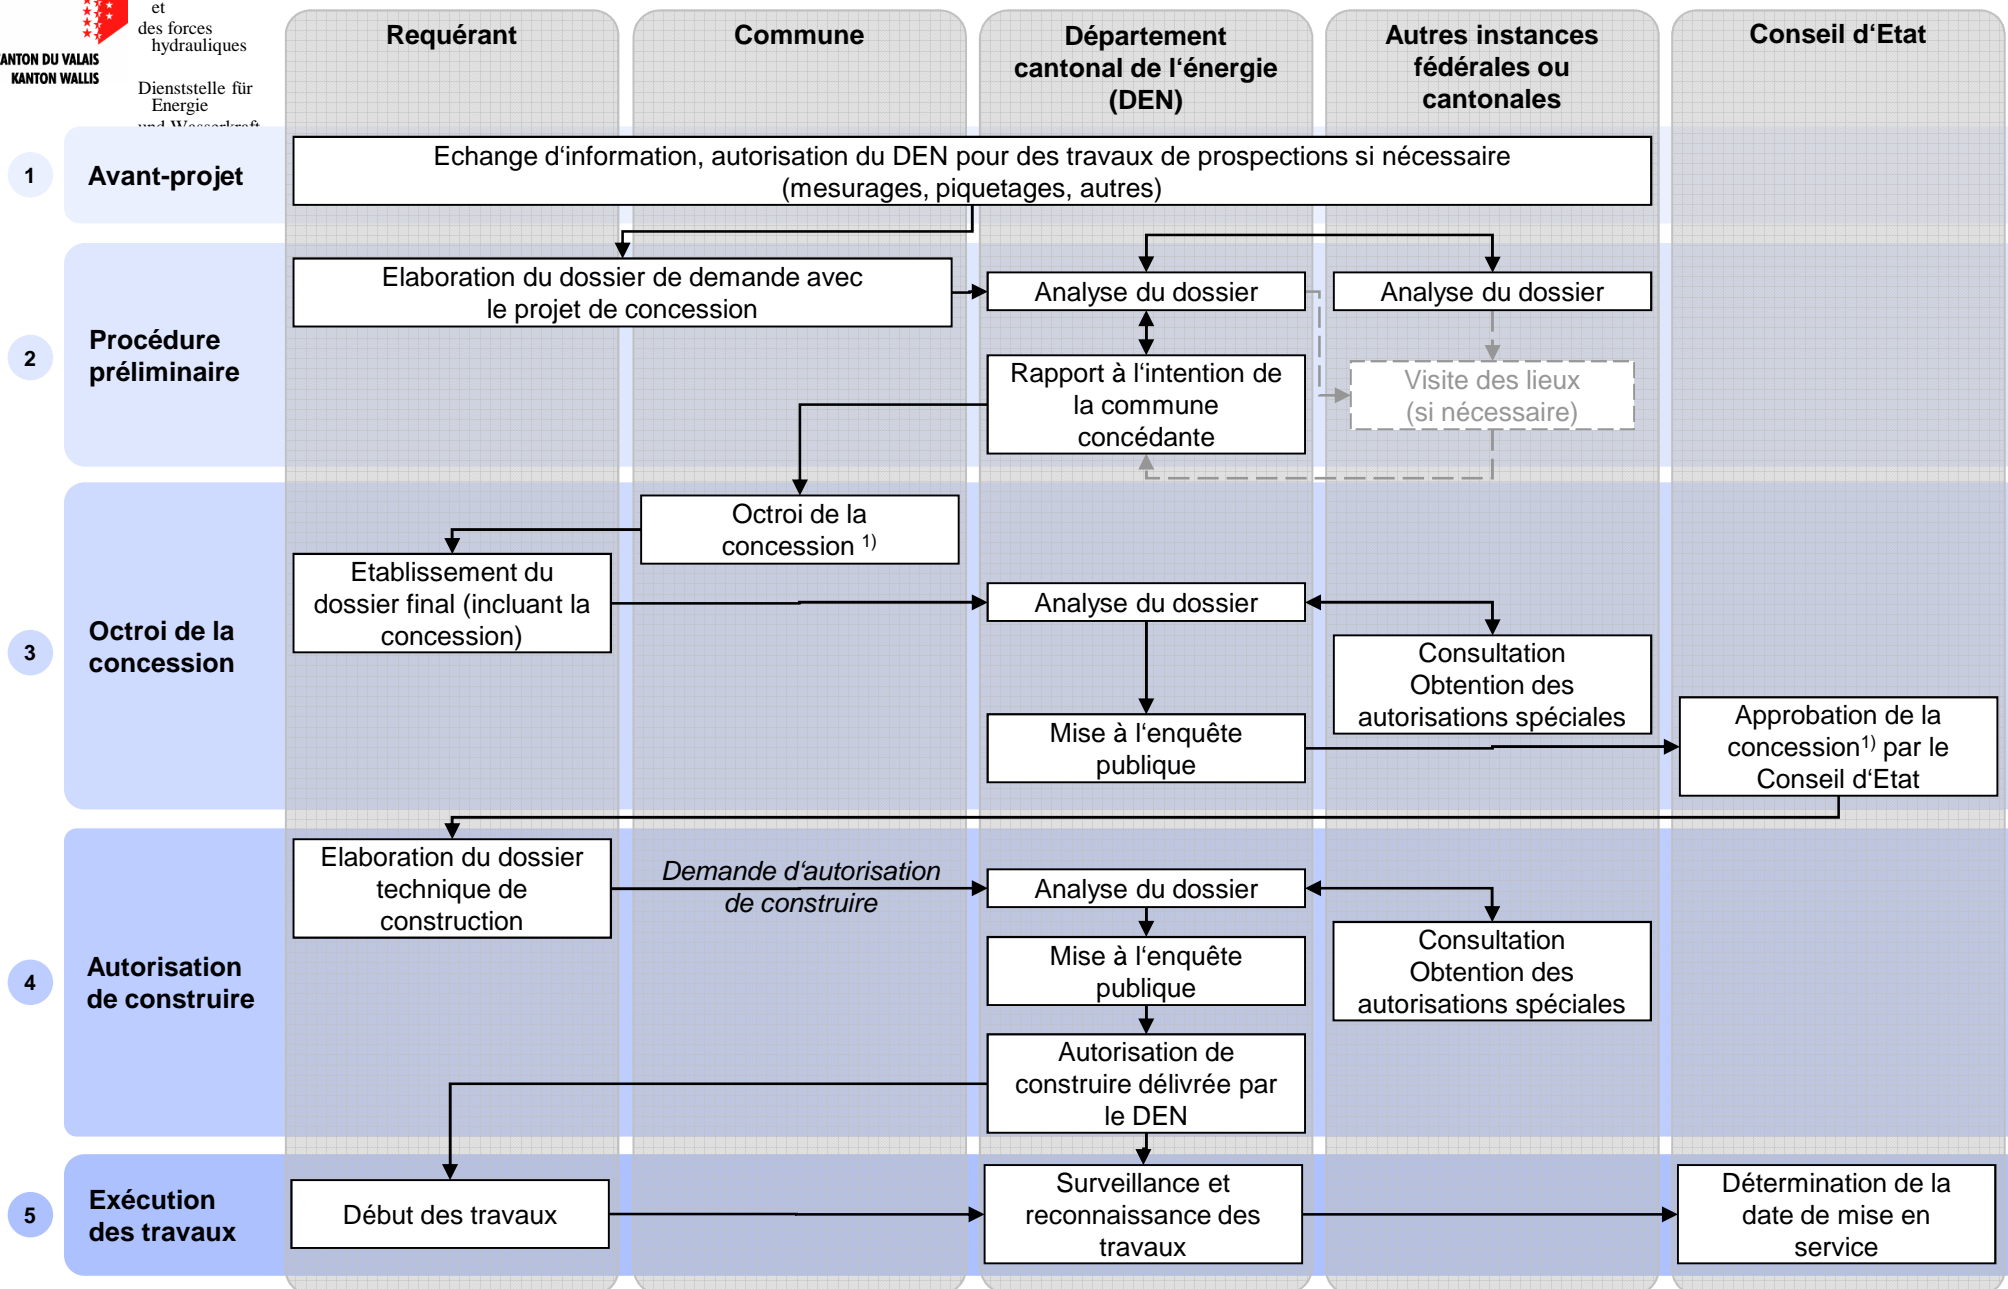 et
des forces
hydrauliques
CANTON DU VALAIS
KANTON WALLIS
Dienststelle für
Energie
und Wasserkraft
Requérant
Commune
Département
cantonal de l‘énergie
(DEN)
Autres instances
fédérales ou
cantonales
Conseil d‘Etat
1
Avant-projet
Echange d‘information, autorisation du DEN pour des travaux de prospections si nécessaire
(mesurages, piquetages, autres)
2
Procédure
préliminaire
Elaboration du dossier de demande avec
le projet de concession
Analyse du dossier
Analyse du dossier
Rapport à l‘intention de
la commune
concédante
Visite des lieux
(si nécessaire)
3
Octroi de la
concession
Octroi de la
concession 1)
Etablissement du
dossier final (incluant la
concession)
Analyse du dossier
Consultation
Obtention des
autorisations spéciales
Mise à l‘enquête
publique
Approbation de la
concession1) par le
Conseil d‘Etat
4
Autorisation
de construire
Elaboration du dossier
technique de
construction
Demande d‘autorisation
de construire
Analyse du dossier
Mise à l‘enquête
publique
Consultation
Obtention des
autorisations spéciales
Autorisation de
construire délivrée par
le DEN
5
Exécution
des travaux
Début des travaux
Surveillance et
reconnaissance des
travaux
Détermination de la
date de mise en
service